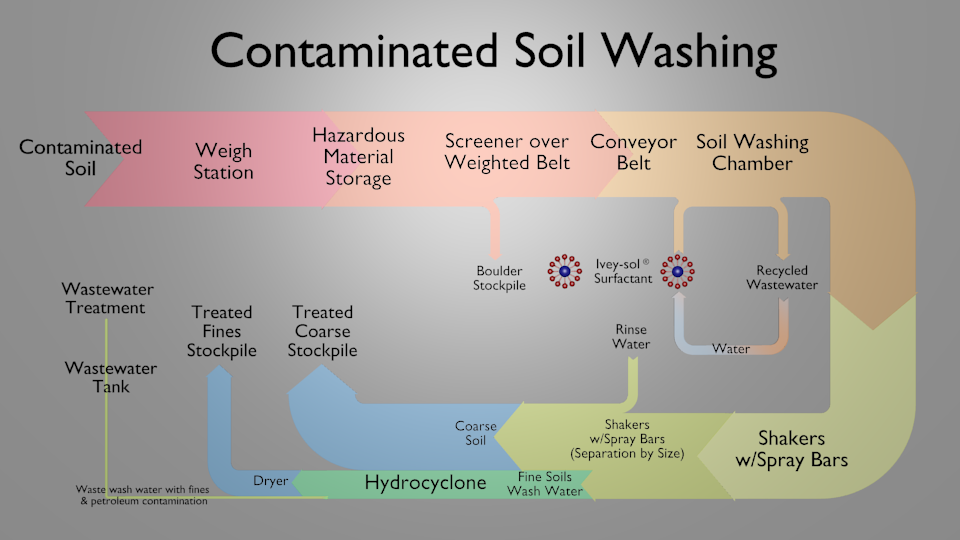 Contaminated Soil Washing
Contaminated
Soil
Weigh
Station
Hazardous
Material
Storage
Screener over
Weighted Belt
Conveyor
Belt
Soil Washing
Chamber
Boulder
Stockpile
Ivey-sol ®
Surfactant
Recycled
Wastewater
Water
Rinse
Water
Wastewater
Treatment
Wastewater
Tank
Treated
Fines
Stockpile
Treated
Coarse
Stockpile
Coarse
Soil
Shakers
w/Spray Bars
(Separation by Size)
Shakers
w/Spray Bars
Dryer
Hydrocyclone
Fine Soils
Wash Water
Waste wash water with fines
& petroleum contamination